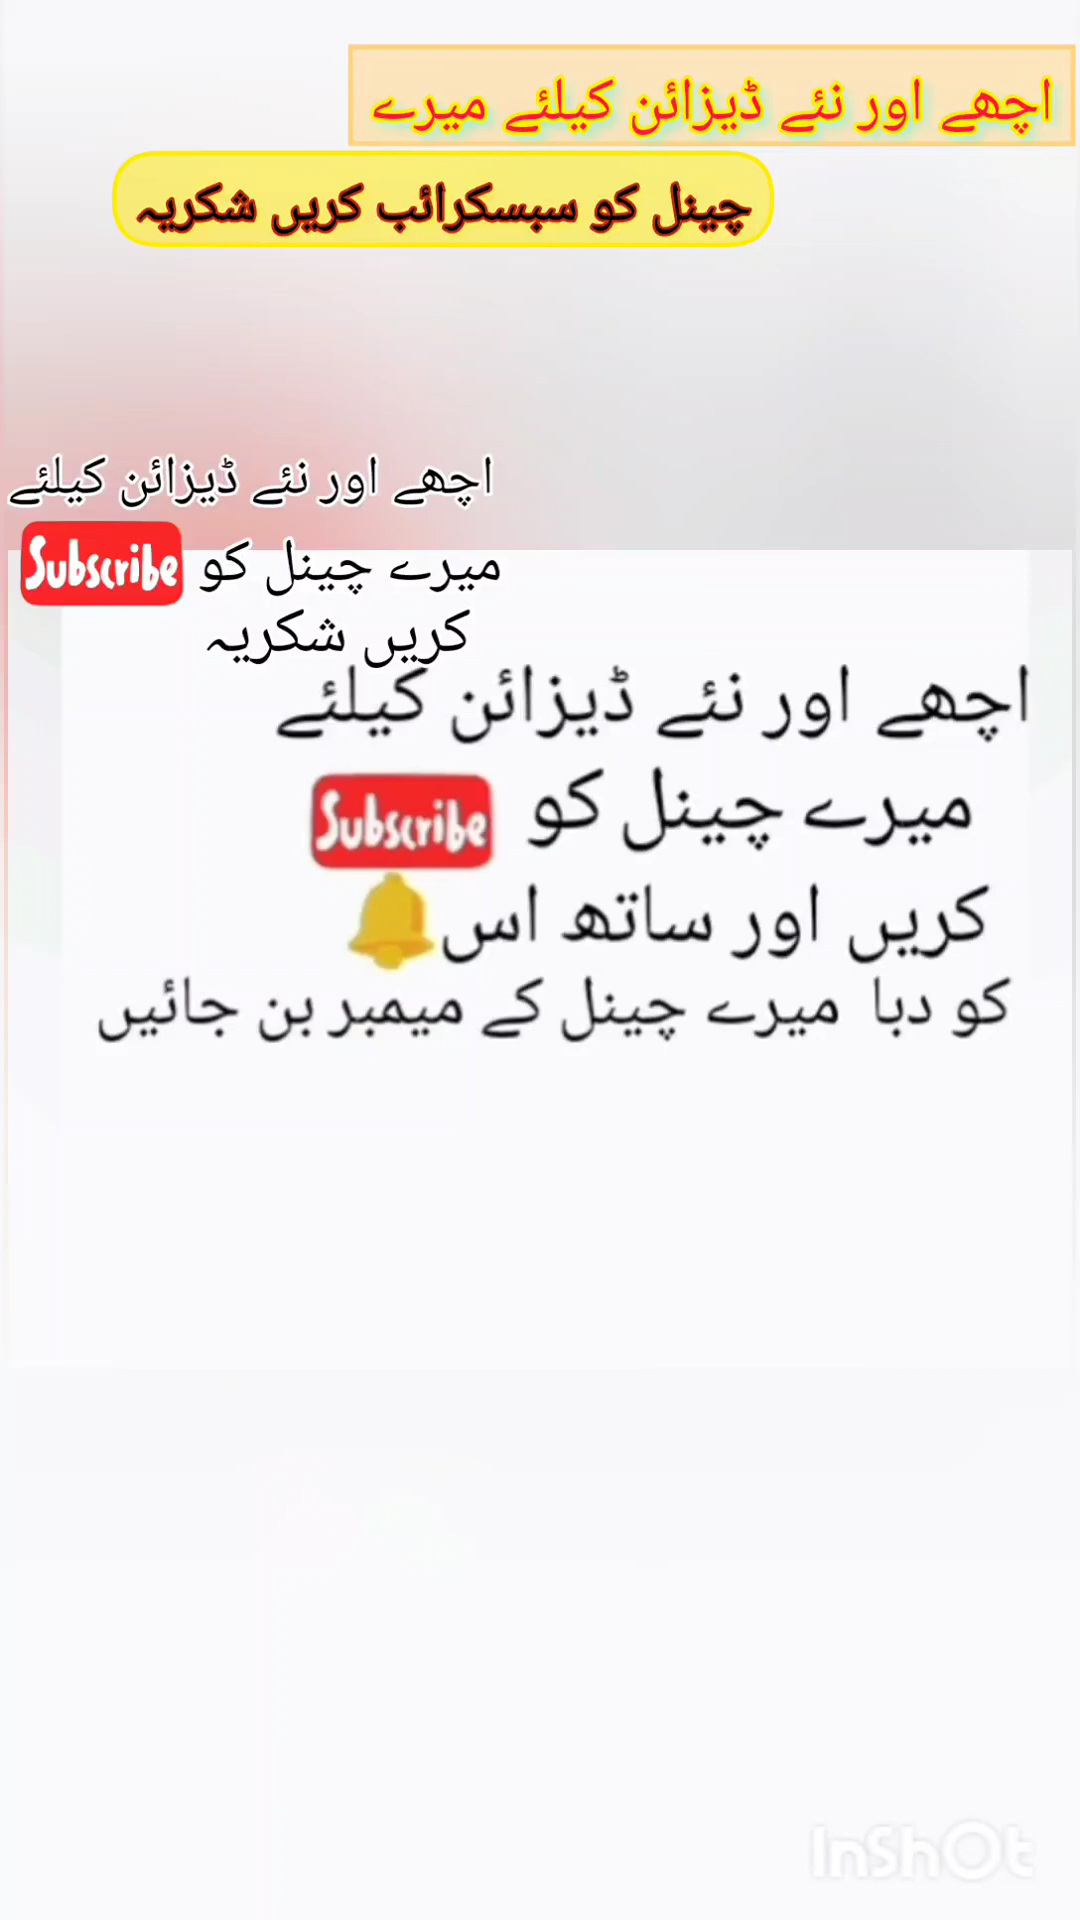 اچھے اور نئے ڈیزائن کیلئے میرے
چینل کو سبسکرائب کریں شکریہ
اچھے اور نئے ڈیزائن کیلئے
میرے چینل کو Subscribe
کریں شکریہ
اچھے اور نئے ڈیزائن کیلئے
میرے چینل کو Subscribe
کریں اور ساتھ اس
کو دبا میرے چینل کے میمبر بن جائیں
InShOt